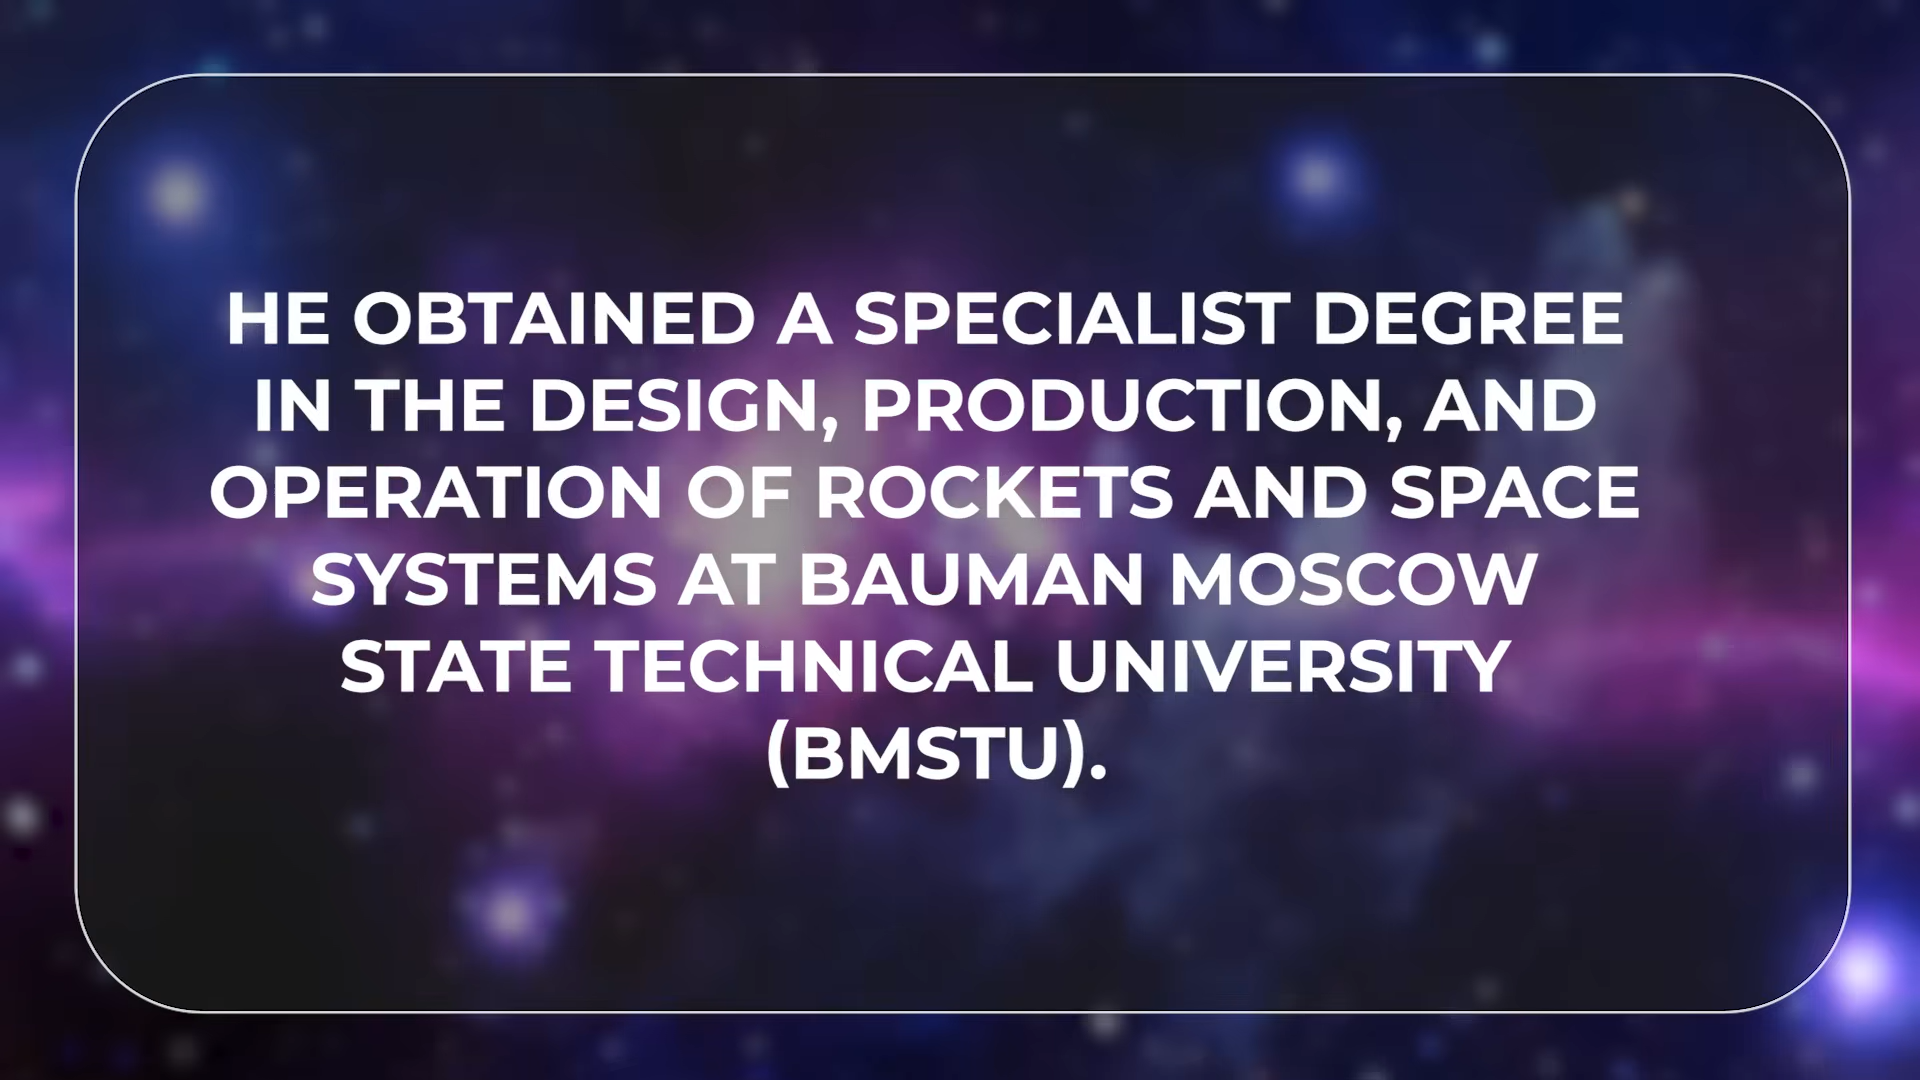 HE OBTAINED A SPECIALIST DEGREE
IN THE DESIGN, PRODUCTION, AND
OPERATION OF ROCKETS AND SPACE
SYSTEMS AT BAUMAN MOSCOW
STATE TECHNICAL UNIVERSITY
(BMSTU).